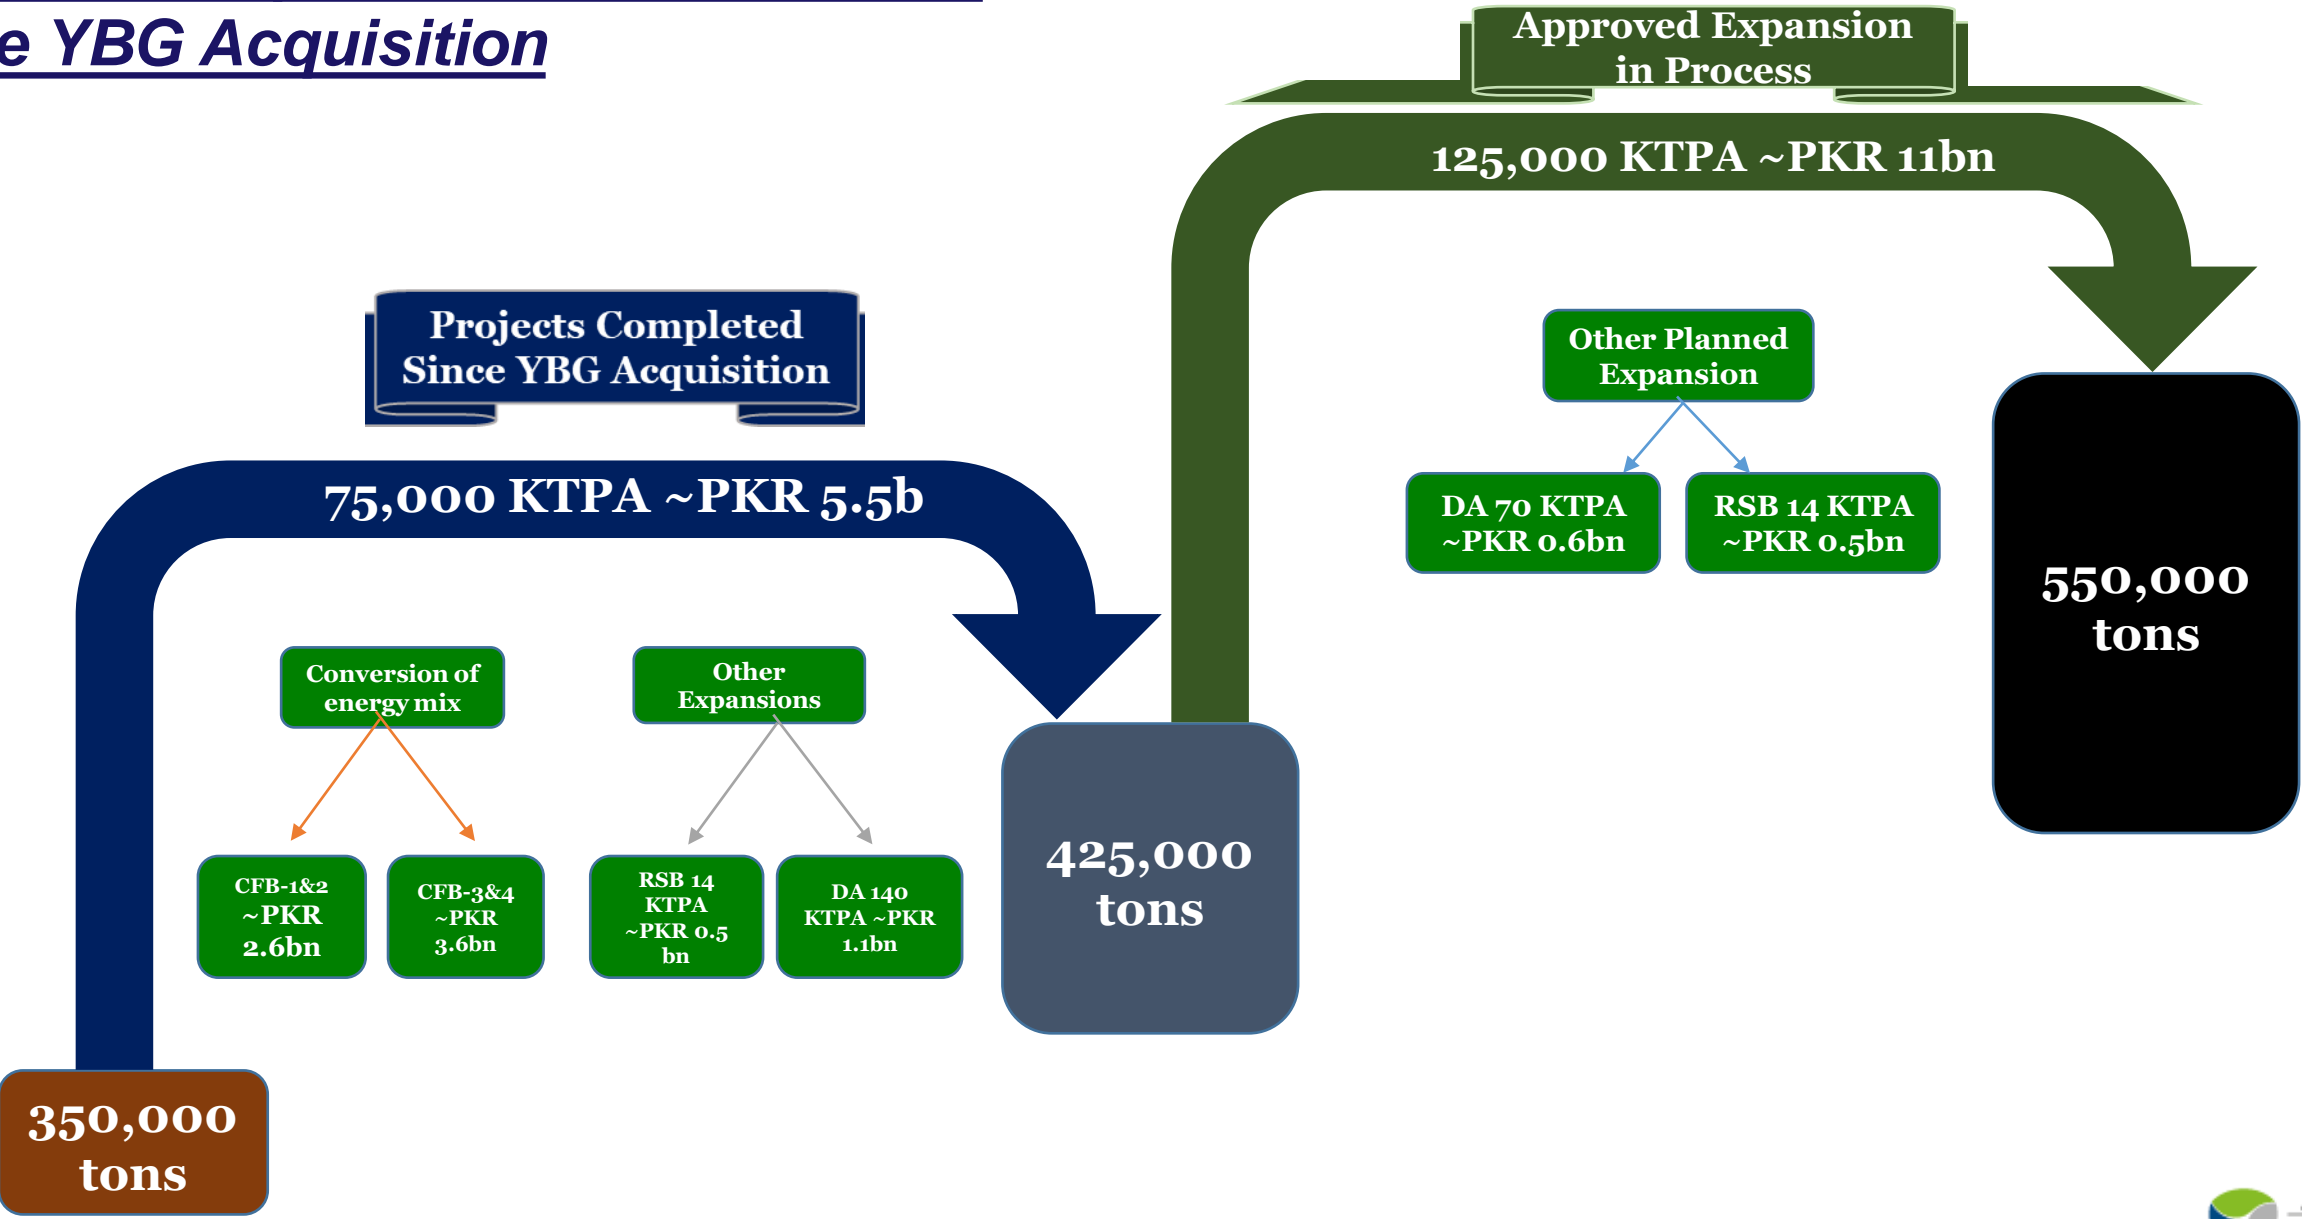 e YBG Acquisition
Approved Expansion
in Process
125,000 KTPA ~PKR 11bn
Projects Completed
Since YBG Acquisition
Other Planned
Expansion
75,000 KTPA ~PKR 5.5b
DA 70 KTPA
~PKR 0.6bn
RSB 14 KTPA
~PKR 0.5bn
550,000
tons
Conversion of
energy mix
Other
Expansions
CFB-1&2
~PKR
2.6bn
CFB-3&4
~PKR
3.6bn
RSB 14
KTPA
~PKR 0.5
bn
DA 140
KTPA ~PKR
1.1bn
425,000
tons
350,000
tons